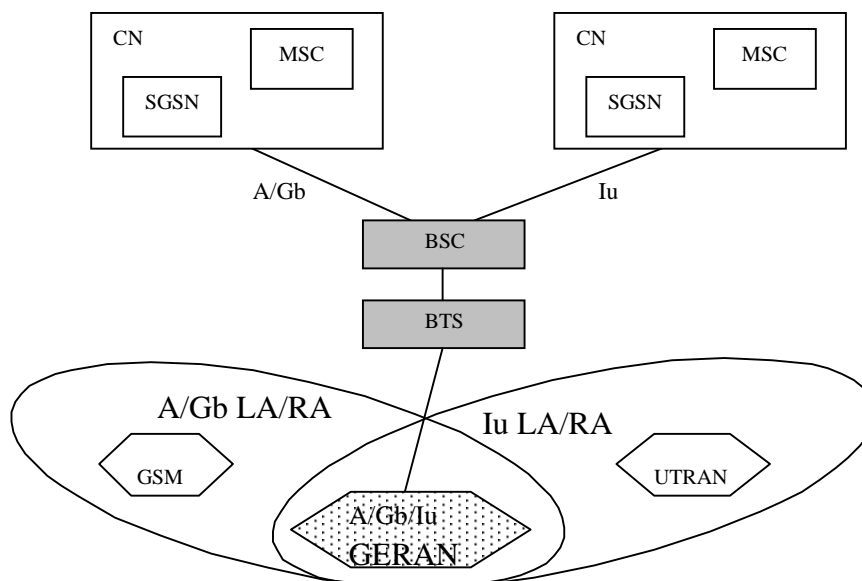 CN
MSC
SGSN
CN
MSC
SGSN
A/Gb
Iu
BSC
BTS
A/Gb LA/RA
Iu LA/RA
GSM
UTRAN
A/Gb/Iu
GERAN